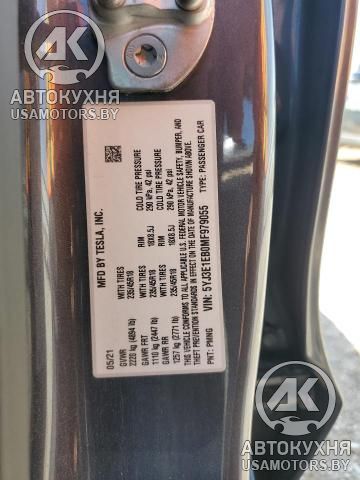 АК
АВТОКУХНЯ
USAMOTORS.BY
MFD BY TESLA, INC.
05/21
GVWR
2220 kg (4894 lb)
GAWR FRT WITH TIRES RIM COLD TIRE PRESSURE
1110 kg (2447 lb) 235/45R18 18X8.5J 290 kPa, 42 psi
GAWR RR WITH TIRES RIM COLD TIRE PRESSURE
1257 kg (2771 lb) 235/45R18 18X8.5J 290 kPa, 42 psi
THIS VEHICLE CONFORMS TO ALL APPLICABLE U.S. FEDERAL MOTOR VEHICLE SAFETY, BUMPER, AND
THEFT PREVENTION STANDARDS IN EFFECT ON THE DATE OF MANUFACTURE SHOWN ABOVE.
VIN: 5YJ3E1EB0MF979055 TYPE: PASSENGER CAR
PNT: PMNG
АК
АВТОКУХНЯ
USAMOTORS.BY